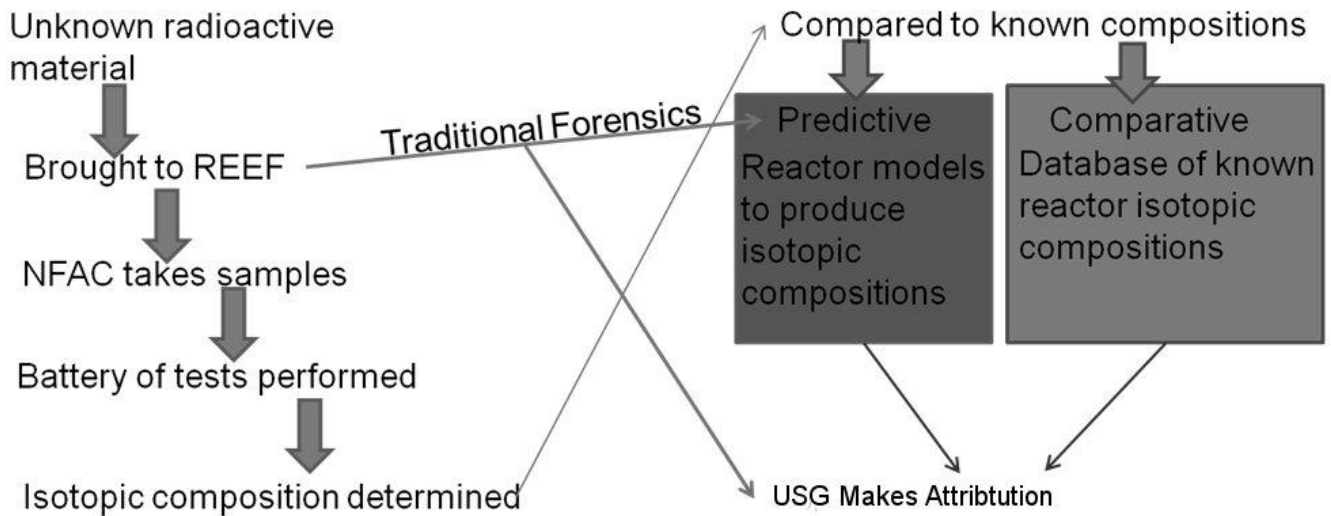 Unknown radioactive
material
Brought to REEF
NFAC takes samples
Battery of tests performed
Isotopic composition determined
Traditional Forensics
Compared to known compositions
Predictive
Reactor models
to produce
isotopic
compositions
Comparative
Database of known
reactor isotopic
compositions
USG Makes Attribtution